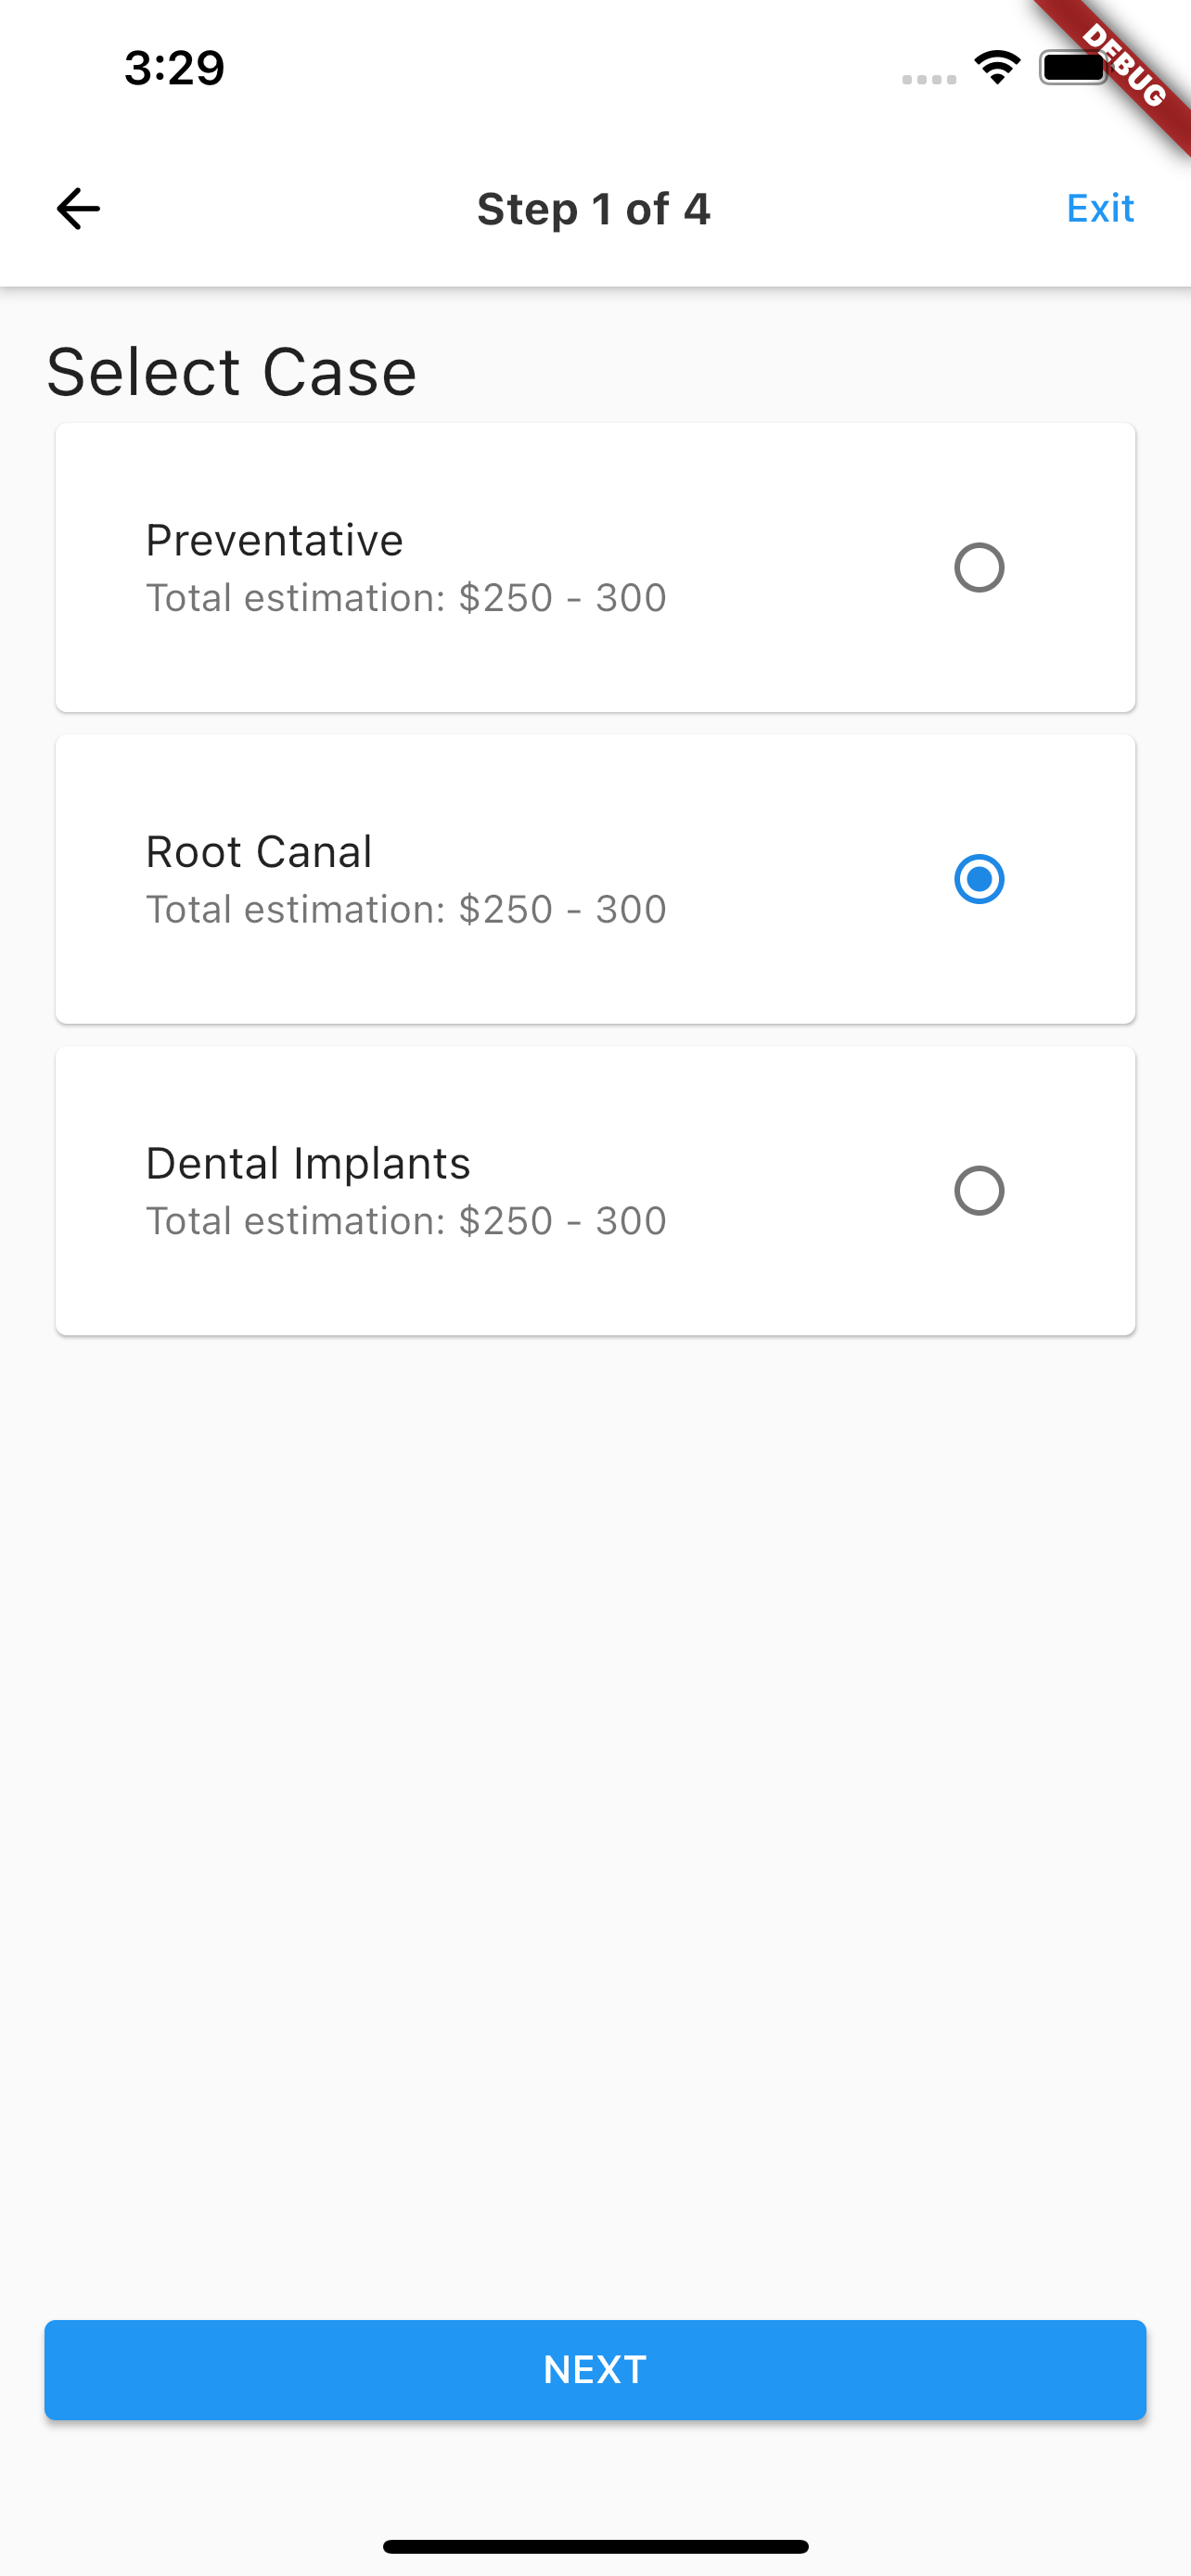 3:29
DEBUG
Step 1 of 4
Exit
Select Case
Preventative
Total estimation: $250 - 300
Root Canal
Total estimation: $250 - 300
Dental Implants
Total estimation: $250 - 300
NEXT